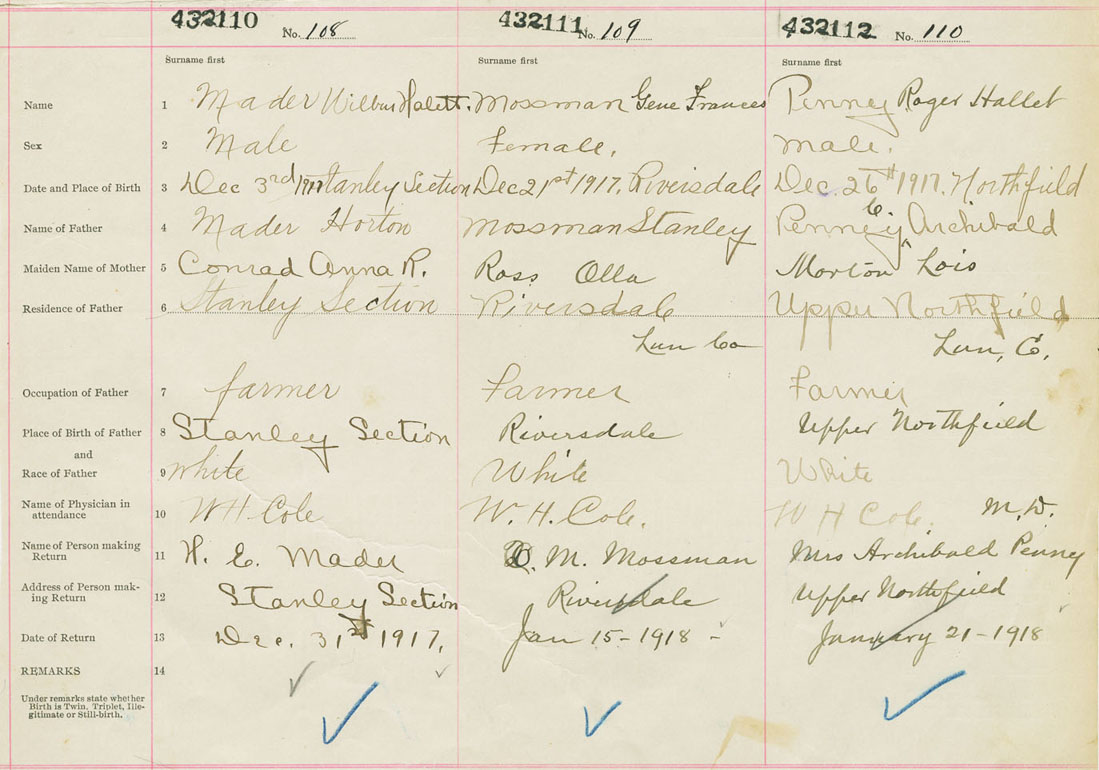 432110 No. 108 432111 No. 109 432112 No. 110
Surname first Surname first Surname first
Name 1 Mader Wilbur Mossman Gene Frances Penney Roger Hallet
Sex 2 Male Female. Male.
Date and Place of Birth 3 Dec 3rd 1917 Stanley Section Dec 21st 1917. Riversdale Dec. 26th 1917. Northfield
Name of Father 4 Mader Horton Mossman Stanley Penney C Archibald
Maiden Name of Mother 5 Conrad Anna R. Ross Olla Morton Lois
Residence of Father 6 Stanley Section Riversdale Upper Northfield
Lun Co Lun, C,
Occupation of Father 7 farmer Farmer Farmer
Place of Birth of Father 8 Stanley Section Riversdale Upper Northfield
and
Race of Father 9 white White White
Name of Physician in
attendance 10 W H Cole W. H. Cole. W H Cole. M.D.
Name of Person making
Return 11 H. E. Mader O. M. Mossman Mrs Archibald Penney
Address of Person mak-
ing Return 12 Stanley Section Riversdale Upper Northfield
Date of Return 13 Dec. 31st 1917. Jan 15-1918 - January 21-1918
REMARKS 14
Under remarks state whether
Birth is Twin, Triplet, Ille-
gitimate or Still-birth.